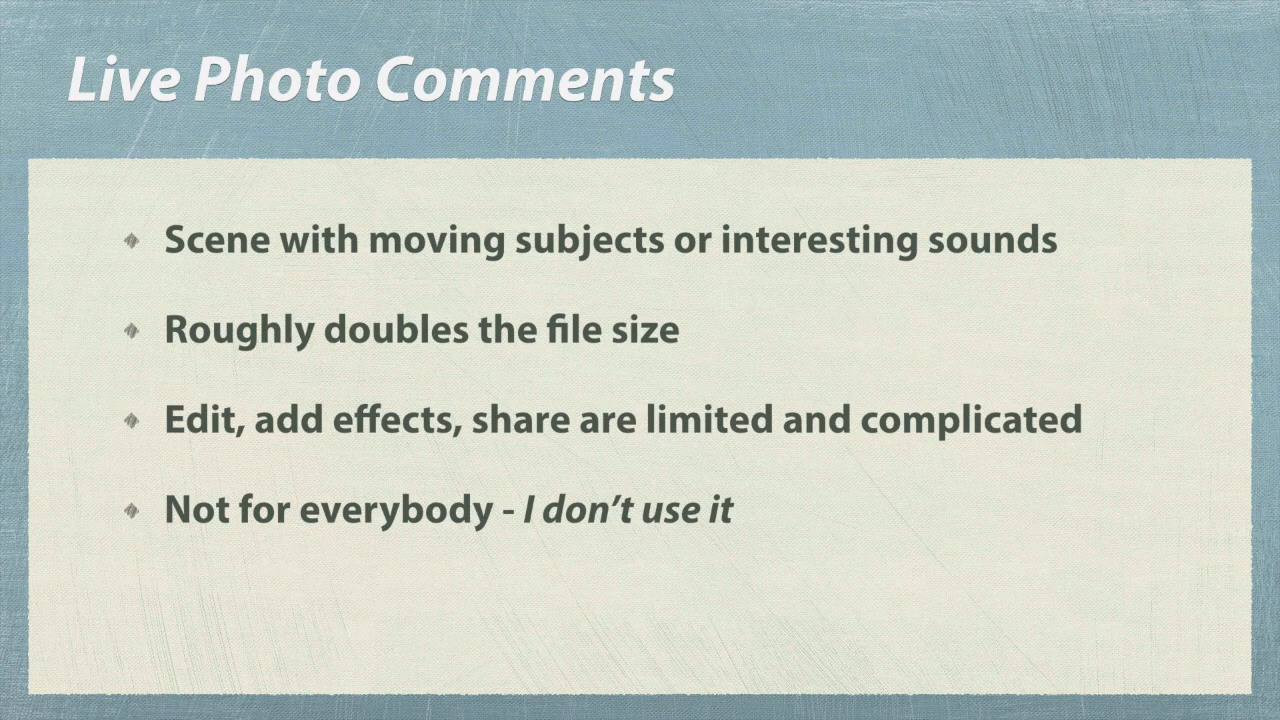 Live Photo Comments
Scene with moving subjects or interesting sounds
Roughly doubles the file size
Edit, add effects, share are limited and complicated
Not for everybody - I don’t use it